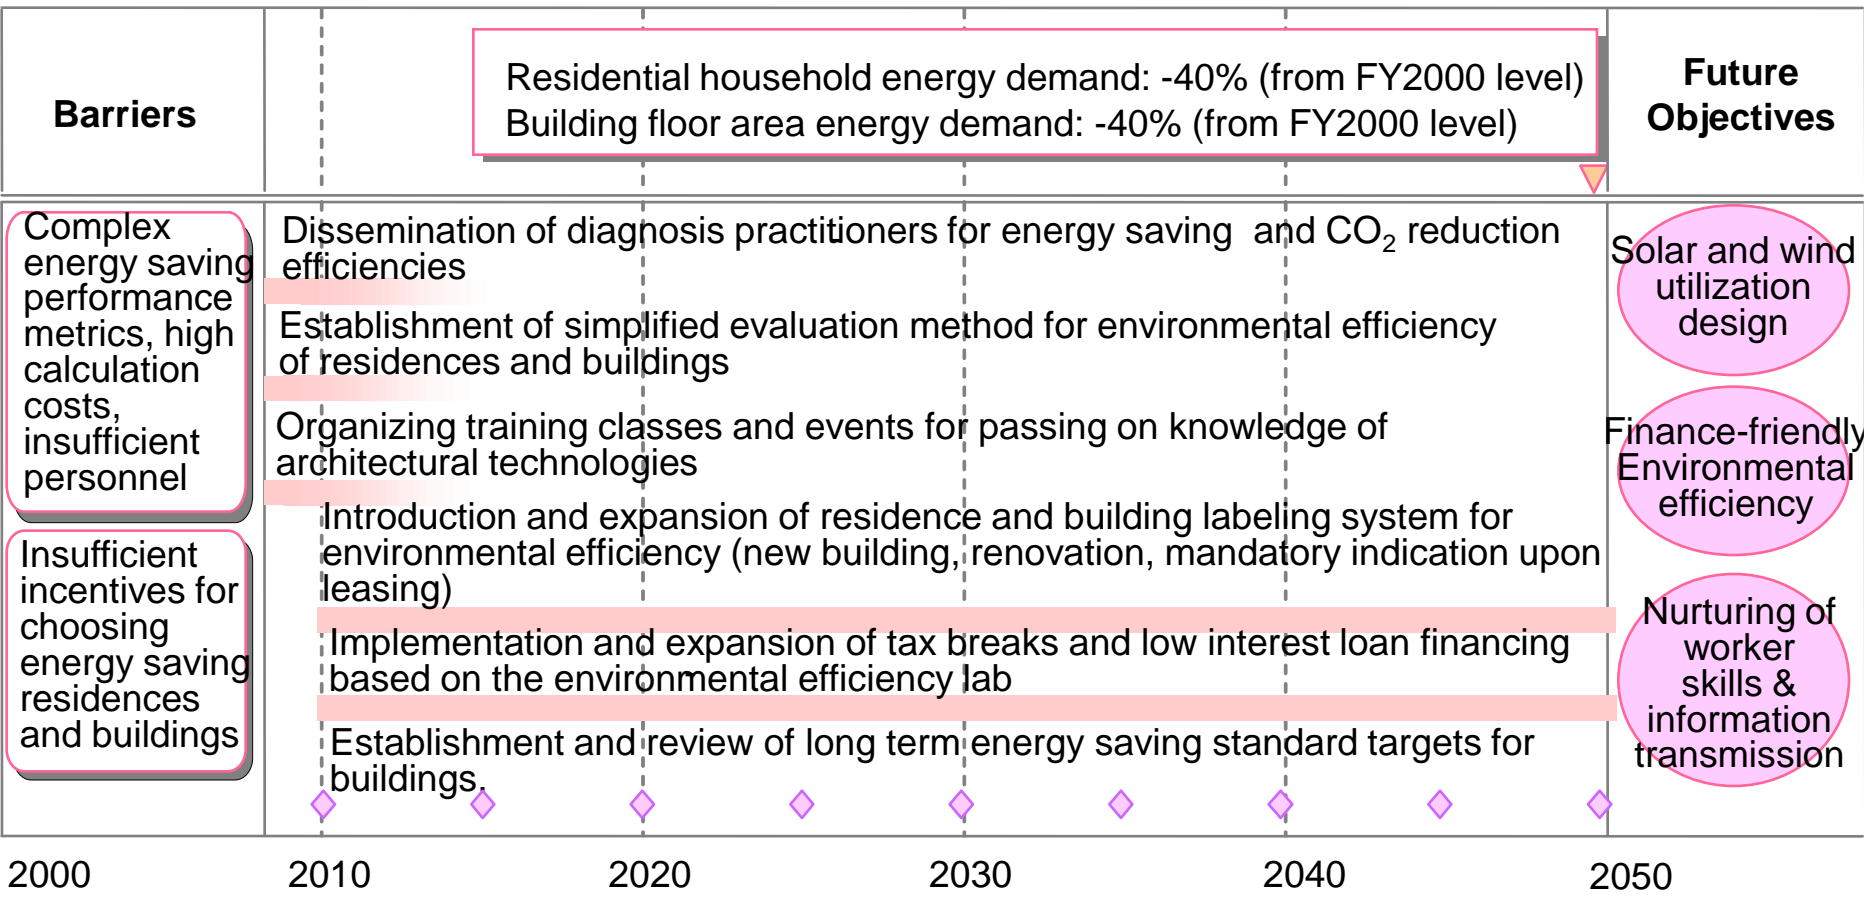 Barriers
Residential household energy demand: -40% (from FY2000 level)
Building floor area energy demand: -40% (from FY2000 level)
Future
Objectives
Complex
energy saving
performance
metrics, high
calculation
costs,
insufficient
personnel
Insufficient
incentives for
choosing
energy saving
residences
and buildings
Dissemination of diagnosis practitioners for energy saving and CO₂ reduction
efficiencies
Establishment of simplified evaluation method for environmental efficiency
of residences and buildings
Organizing training classes and events for passing on knowledge of
architectural technologies
Introduction and expansion of residence and building labeling system for
environmental efficiency (new building, renovation, mandatory indication upon
leasing)
Implementation and expansion of tax breaks and low interest loan financing
based on the environmental efficiency lab
Establishment and review of long term energy saving standard targets for
buildings.
Solar and wind
utilization
design
Finance-friendly
Environmental
efficiency
Nurturing of
worker
skills &
information
transmission
2000 2010 2020 2030 2040 2050